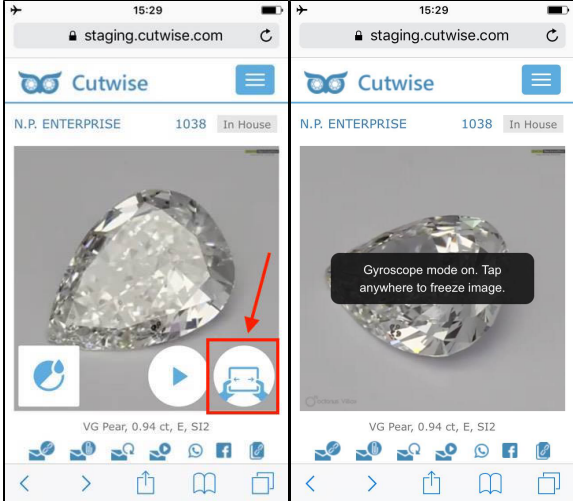 15:29
staging.cutwise.com
Cutwise
N.P. ENTERPRISE 1038 In House
VG Pear, 0.94 ct, E, SI2
15:29
staging.cutwise.com
Cutwise
N.P. ENTERPRISE 1038 In House
Gyroscope mode on. Tap
anywhere to freeze image.
VG Pear, 0.94 ct, E, SI2